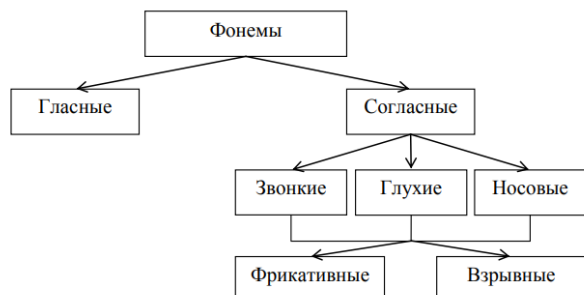 Фонемы
Гласные
Согласные
Звонкие
Глухие
Носовые
Фрикативные
Взрывные